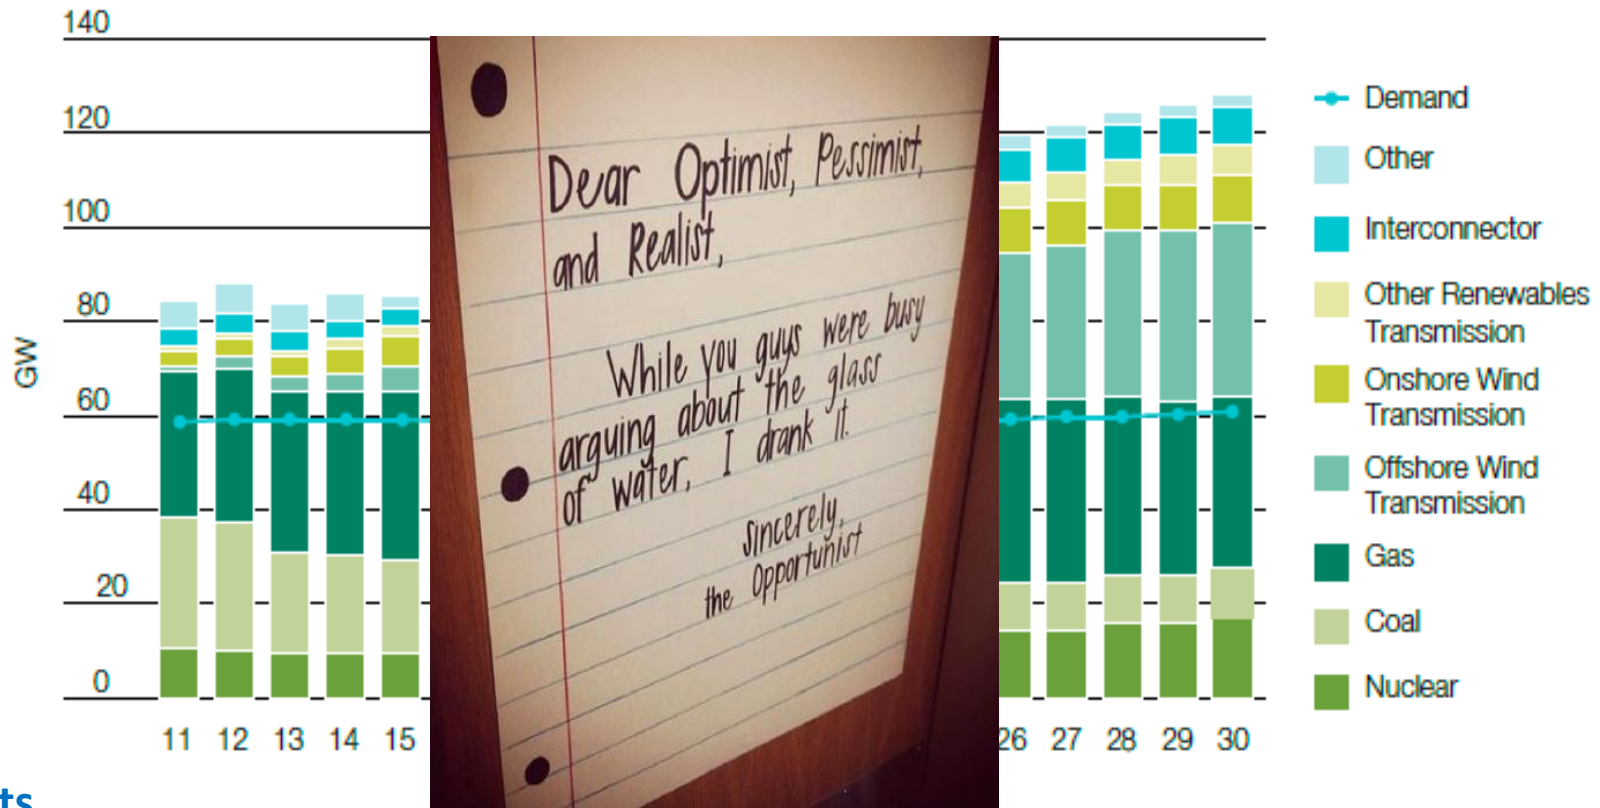 140
120
100
80
60
40
20
0
GW
11 12 13 14 15
26 27 28 29 30
Dear Optimist, Pessimist,
and Realist,
While you guys were busy
arguing about the glass
of water, I drank it.
Sincerely,
the Opportunist
Demand
Other
Interconnector
Other Renewables
Transmission
Onshore Wind
Transmission
Offshore Wind
Transmission
Gas
Coal
Nuclear
ts